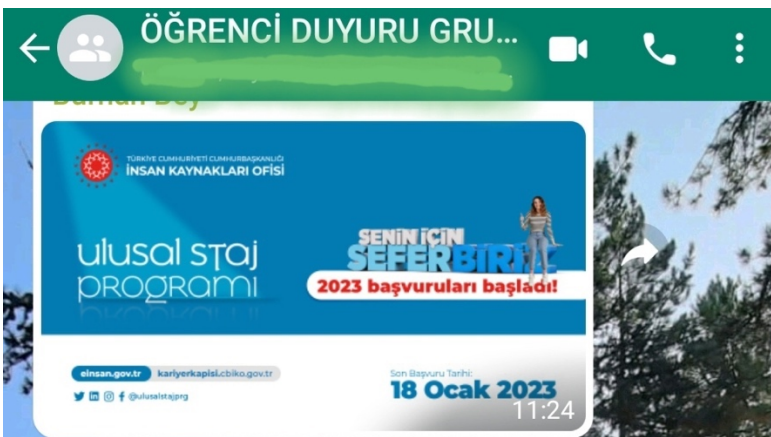 ÖĞRENCİ DUYURU GRU...
TÜRKİYE CUMHURİYETİ CUMHURBAŞKANLIĞI
İNSAN KAYNAKLARI OFİSİ
ulusal staj
programı
SENİN İÇİN
2023 başvuruları başladı!
einsan.gov.tr kariyerkapisi.cbiko.gov.tr
@ulusalstajprg
Son Başvuru Tarihi:
18 Ocak 2023
11:24